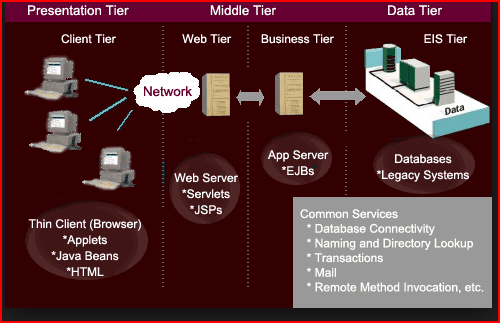 Presentation Tier
Middle Tier
Data Tier
Client Tier
Web Tier
Business Tier
EIS Tier
Network
Data
Web Server
*Servlets
*JSPs
App Server
*EJBs
Databases
*Legacy Systems
Thin Client (Browser)
*Applets
*Java Beans
*HTML
Common Services
* Database Connectivity
* Naming and Directory Lookup
* Transactions
* Mail
* Remote Method Invocation, etc.